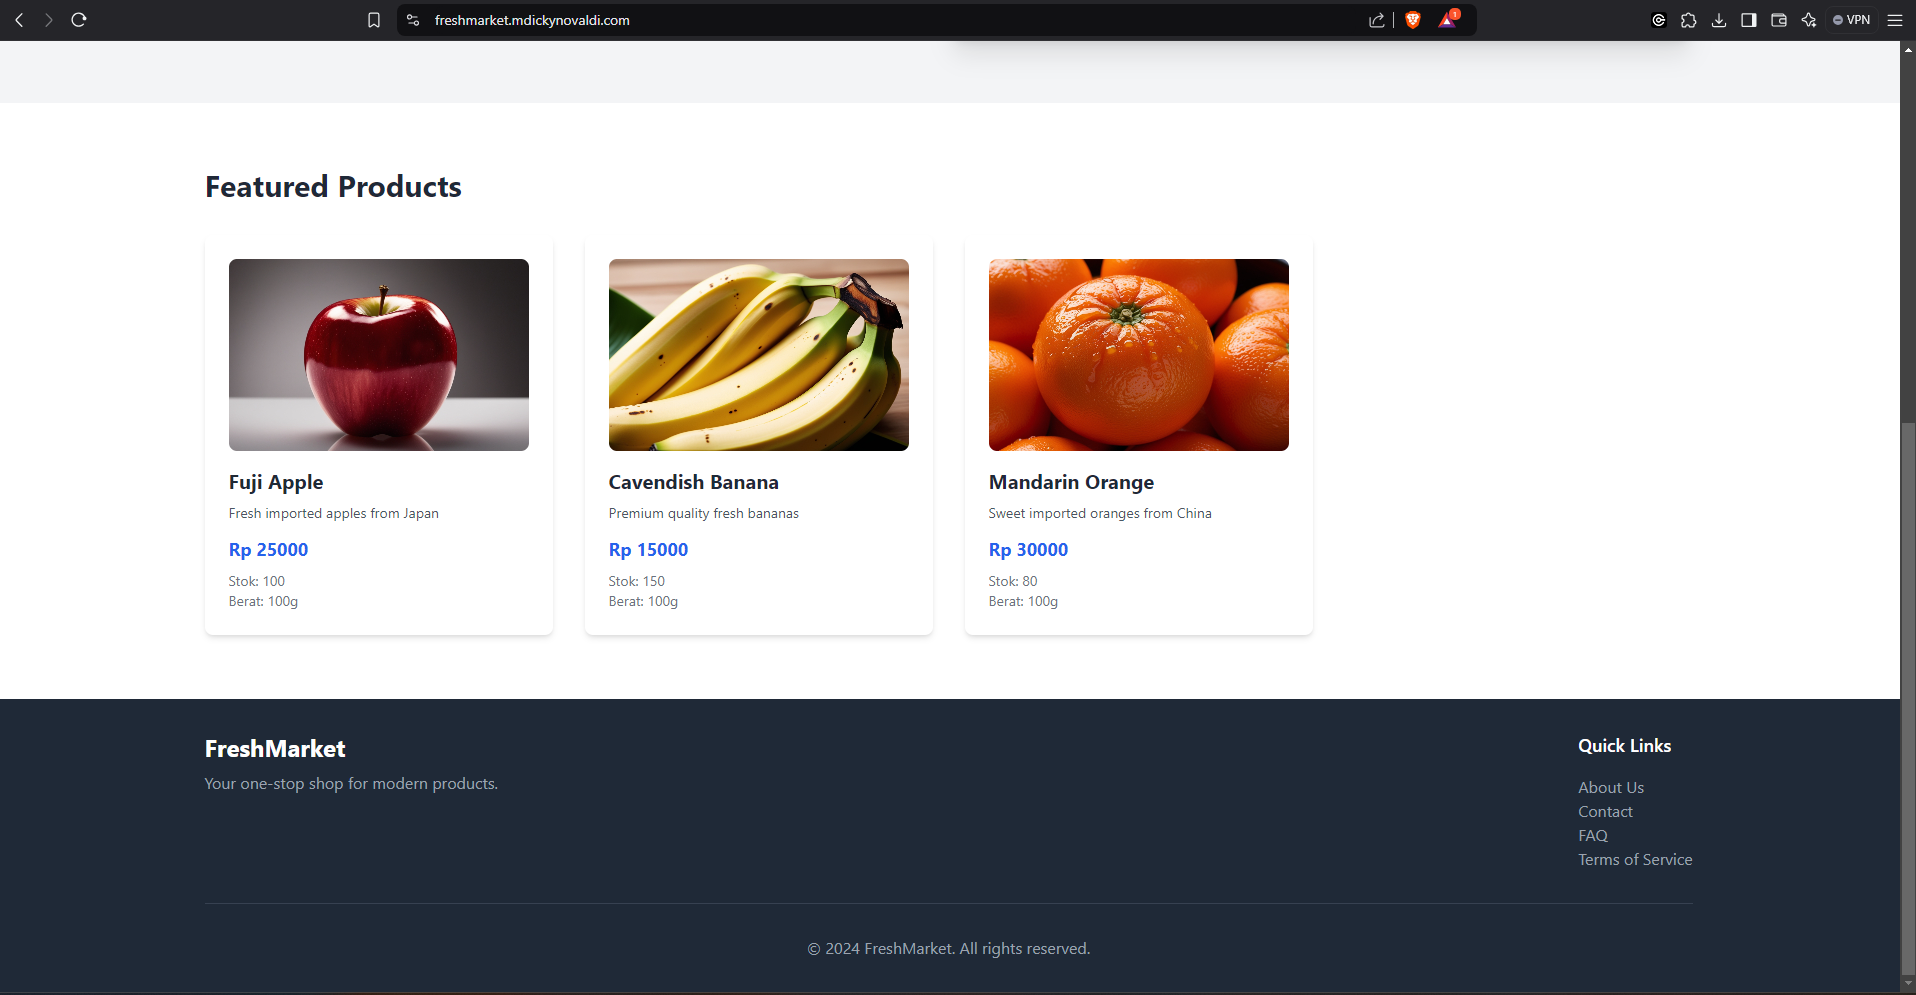 freshmarket.mdickynovaldi.com
1
VPN
Featured Products
Fuji Apple
Fresh imported apples from Japan
Rp 25000
Stok: 100
Berat: 100g
Cavendish Banana
Premium quality fresh bananas
Rp 15000
Stok: 150
Berat: 100g
Mandarin Orange
Sweet imported oranges from China
Rp 30000
Stok: 80
Berat: 100g
FreshMarket
Your one-stop shop for modern products.
Quick Links
About Us
Contact
FAQ
Terms of Service
© 2024 FreshMarket. All rights reserved.